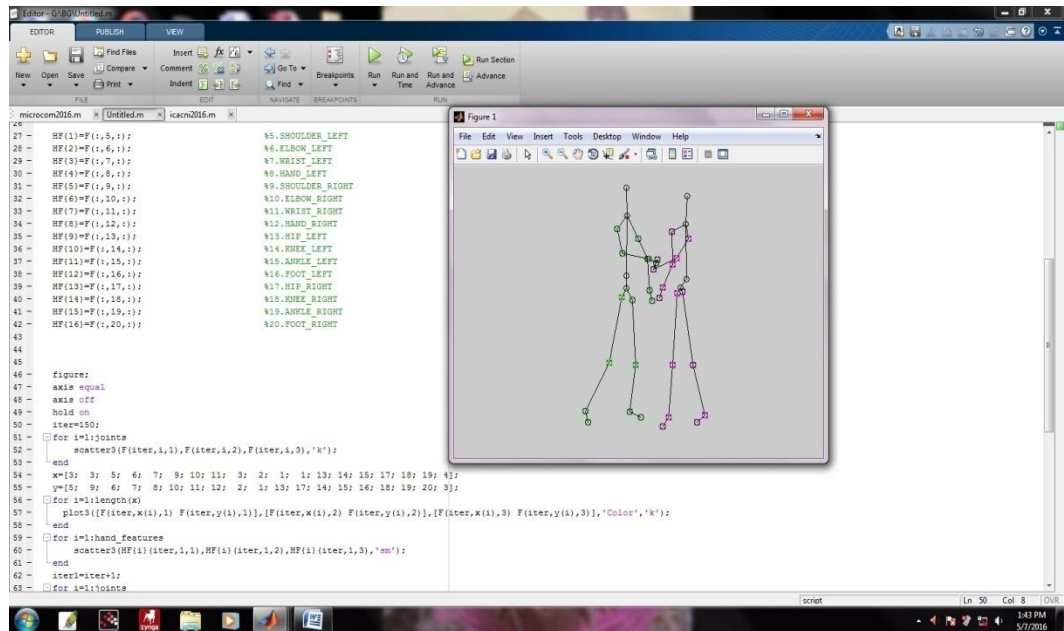 Editor - G:\BG\Untitled.m
EDITOR PUBLISH VIEW
New Open Save Find Files Compare Print
Insert fx Comment Indent
Go To Find
Breakpoints Run Run and Time Run and Advance Run Section Advance
FILE EDIT NAVIGATE BREAKPOINTS RUN
microcom2016.m × Untitled.m × icacni2016.m ×
26
27 – HF{1}=F(:,5,:); %5.SHOULDER_LEFT
28 – HF{2}=F(:,6,:); %6.ELBOW_LEFT
29 – HF{3}=F(:,7,:); %7.WRIST_LEFT
30 – HF{4}=F(:,8,:); %8.HAND_LEFT
31 – HF{5}=F(:,9,:); %9.SHOULDER_RIGHT
32 – HF{6}=F(:,10,:); %10.ELBOW_RIGHT
33 – HF{7}=F(:,11,:); %11.WRIST_RIGHT
34 – HF{8}=F(:,12,:); %12.HAND_RIGHT
35 – HF{9}=F(:,13,:); %13.HIP_LEFT
36 – HF{10}=F(:,14,:); %14.KNEE_LEFT
37 – HF{11}=F(:,15,:); %15.ANKLE_LEFT
38 – HF{12}=F(:,16,:); %16.FOOT_LEFT
39 – HF{13}=F(:,17,:); %17.HIP_RIGHT
40 – HF{14}=F(:,18,:); %18.KNEE_RIGHT
41 – HF{15}=F(:,19,:); %19.ANKLE_RIGHT
42 – HF{16}=F(:,20,:); %20.FOOT_RIGHT
43
44
45
46 – figure;
47 – axis equal
48 – axis off
49 – hold on
50 – iter=150;
51 – for i=1:joints
52 – scatter3(F(iter,i,1),F(iter,i,2),F(iter,i,3),'k');
53 – end
54 – x=[3; 3; 5; 6; 7; 9; 10; 11; 3; 2; 1; 1; 13; 14; 15; 17; 18; 19; 4];
55 – y=[5; 9; 6; 7; 8; 10; 11; 12; 2; 1; 13; 17; 14; 15; 16; 18; 19; 20; 3];
56 – for i=1:length(x)
57 – plot3([F(iter,x(i),1) F(iter,y(i),1)],[F(iter,x(i),2) F(iter,y(i),2)],[F(iter,x(i),3) F(iter,y(i),3)],'Color','k');
58 – end
59 – for i=1:hand_features
60 – scatter3(HF{i}(iter,1,1),HF{i}(iter,1,2),HF{i}(iter,1,3),'sm');
61 – end
62 – iter1=iter+1;
63 – for i=1:joints
Figure 1
File Edit View Insert Tools Desktop Window Help
script Ln 50 Col 8 OVR
zynga
1:43 PM
5/7/2016